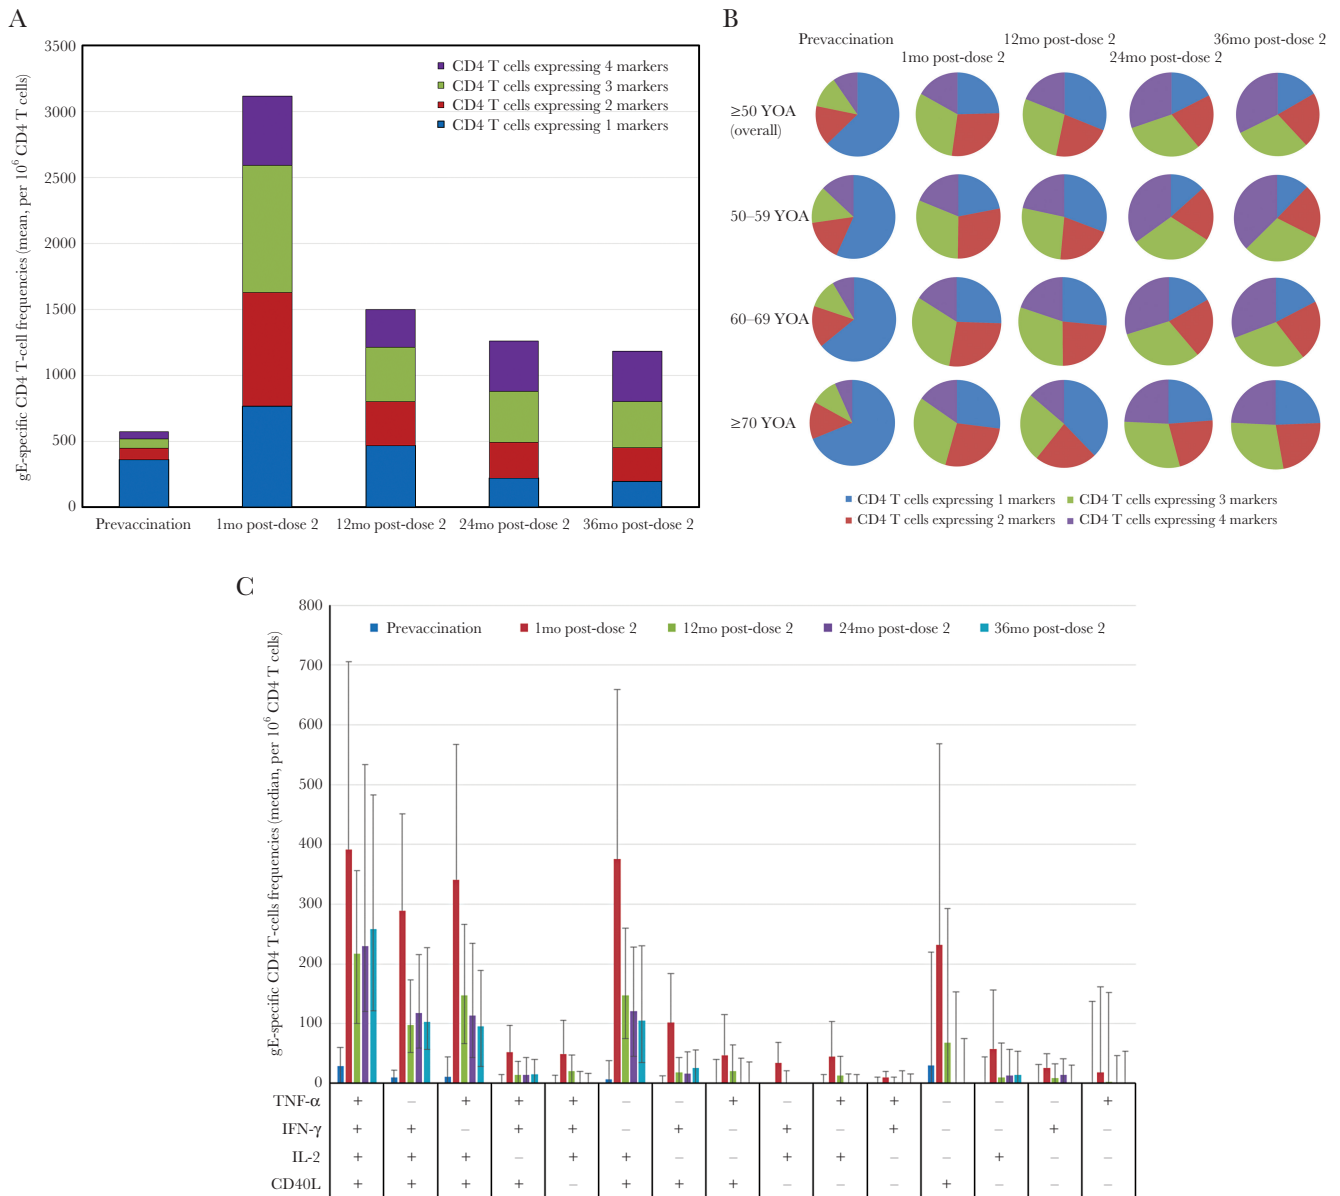 A
gE-specific CD4 T-cell frequencies (mean, per 10⁶ CD4 T cells)
3500
3000
2500
2000
1500
1000
500
0
CD4 T cells expressing 4 markers
CD4 T cells expressing 3 markers
CD4 T cells expressing 2 markers
CD4 T cells expressing 1 markers
Prevaccination 1mo post-dose 2 12mo post-dose 2 24mo post-dose 2 36mo post-dose 2
B
Prevaccination 12mo post-dose 2 36mo post-dose 2
1mo post-dose 2 24mo post-dose 2
≥50 YOA
(overall)
50–59 YOA
60–69 YOA
≥70 YOA
CD4 T cells expressing 1 markers CD4 T cells expressing 3 markers
CD4 T cells expressing 2 markers CD4 T cells expressing 4 markers
C
gE-specific CD4 T-cells frequencies (median, per 10⁶ CD4 T cells)
800
700
600
500
400
300
200
100
0
Prevaccination 1mo post-dose 2 12mo post-dose 2 24mo post-dose 2 36mo post-dose 2
TNF-α + – + + + – – + – + + – – – +
IFN-γ + + – + + – + – + – + – – + –
IL-2 + + + – + + – – + + – – + – –
CD40L + + + + – + + + – – – + – – –